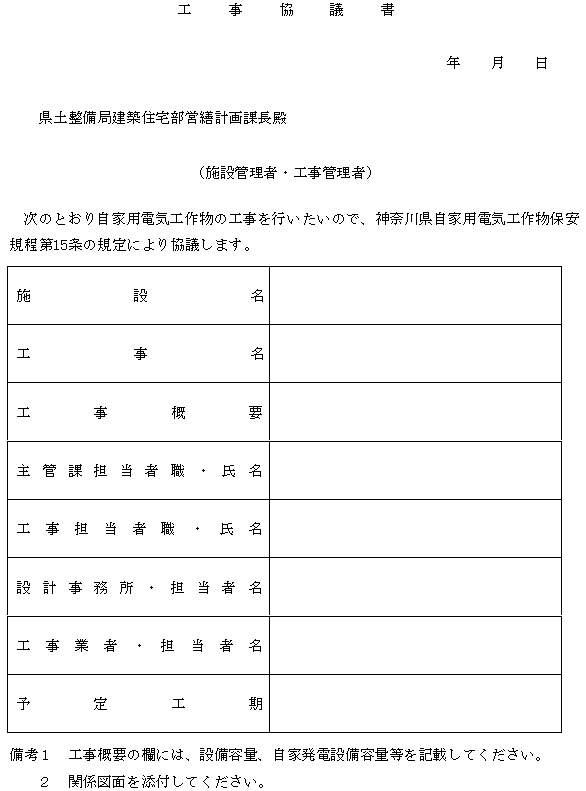 工事協議書
年　月　日
県土整備局建築住宅部営繕計画課長殿
（施設管理者・工事管理者）
次のとおり自家用電気工作物の工事を行いたいので、神奈川県自家用電気工作物保安
規程第15条の規定により協議します。
施設名
工事名
工事概要
主管課担当者職・氏名
工事担当者職・氏名
設計事務所・担当者名
工事業者・担当者名
予定工期
備考１　工事概要の欄には、設備容量、自家発電設備容量等を記載してください。
２　関係図面を添付してください。